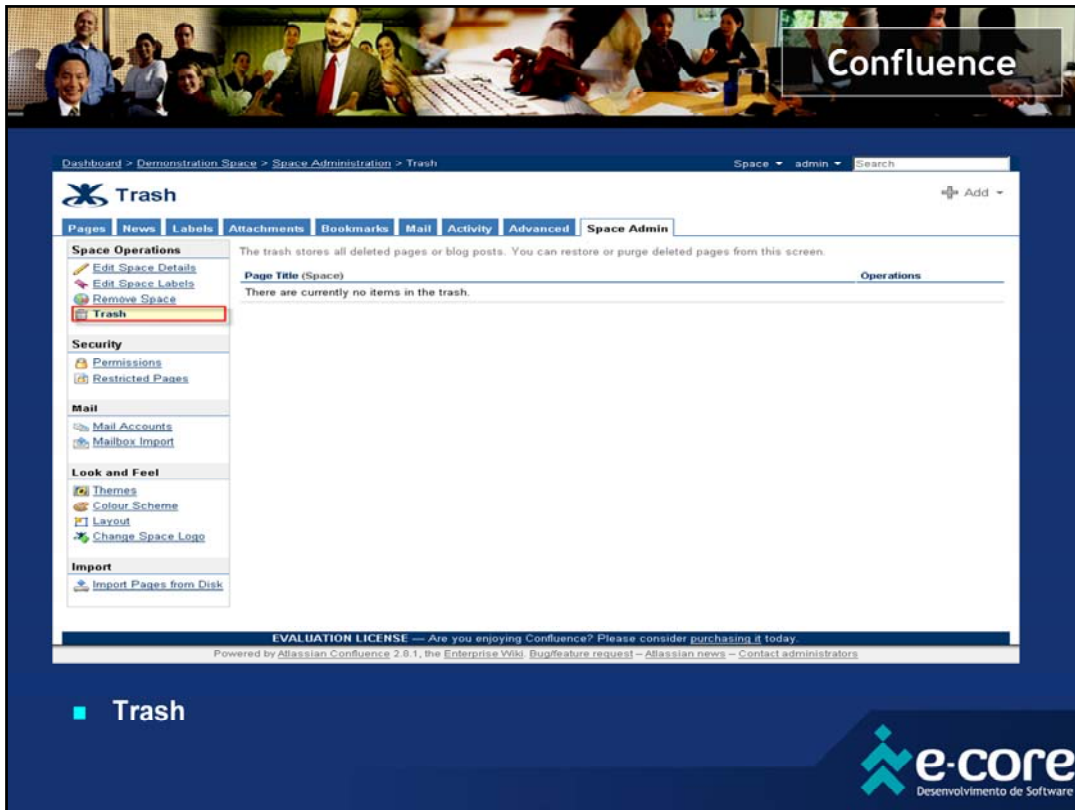 Confluence
Dashboard > Demonstration Space > Space Administration > Trash Space admin Search
Trash Add
Pages News Labels Attachments Bookmarks Mail Activity Advanced Space Admin
Space Operations
Edit Space Details
Edit Space Labels
Remove Space
Trash
Security
Permissions
Restricted Pages
Mail
Mail Accounts
Mailbox Import
Look and Feel
Themes
Colour Scheme
Layout
Change Space Logo
Import
Import Pages from Disk
The trash stores all deleted pages or blog posts. You can restore or purge deleted pages from this screen.
Page Title (Space) Operations
There are currently no items in the trash.
EVALUATION LICENSE — Are you enjoying Confluence? Please consider purchasing it today.
Powered by Atlassian Confluence 2.8.1, the Enterprise Wiki. Bug/feature request – Atlassian news – Contact administrators
Trash
e-core
Desenvolvimento de Software